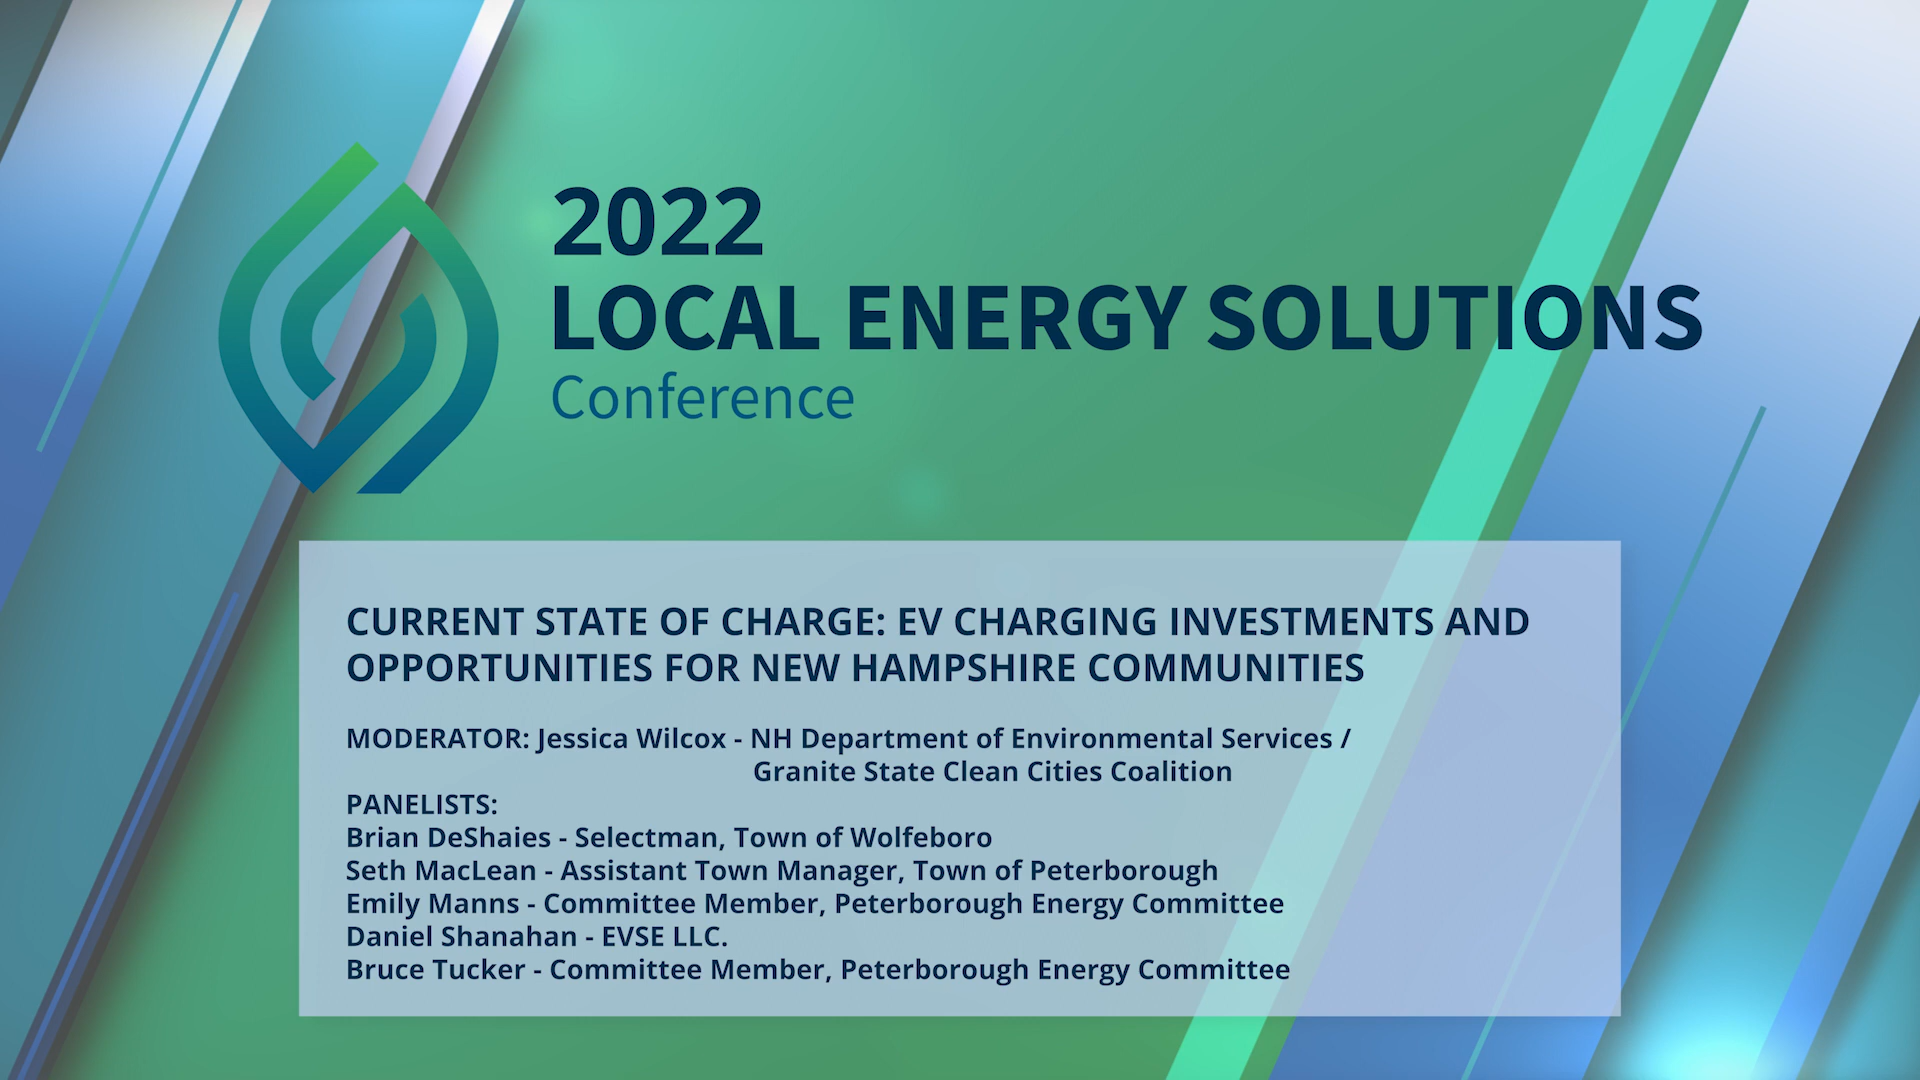 2022
LOCAL ENERGY SOLUTIONS
Conference
CURRENT STATE OF CHARGE: EV CHARGING INVESTMENTS AND
OPPORTUNITIES FOR NEW HAMPSHIRE COMMUNITIES
MODERATOR: Jessica Wilcox - NH Department of Environmental Services /
Granite State Clean Cities Coalition
PANELISTS:
Brian DeShaies - Selectman, Town of Wolfeboro
Seth MacLean - Assistant Town Manager, Town of Peterborough
Emily Manns - Committee Member, Peterborough Energy Committee
Daniel Shanahan - EVSE LLC.
Bruce Tucker - Committee Member, Peterborough Energy Committee